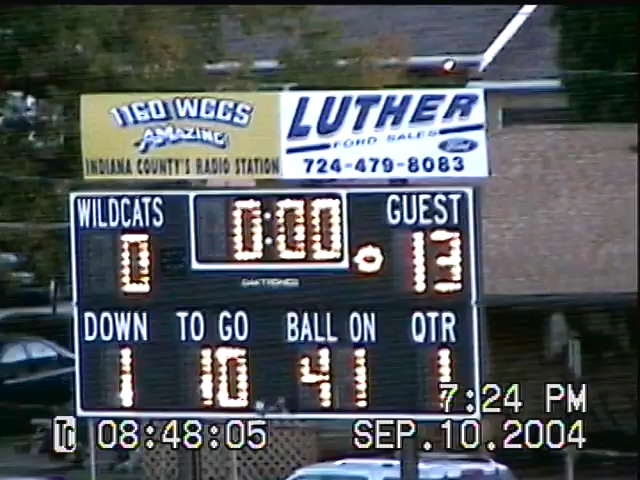 1160 WCCS
AMAZING
INDIANA COUNTY'S RADIO STATION
LUTHER
FORD SALES
Ford
724-479-8083
WILDCATS
0:00
GUEST
0
13
DAKTRONICS
DOWN TO GO BALL ON QTR
1 10 41 1
7:24 PM
TC 08:48:05 SEP.10.2004